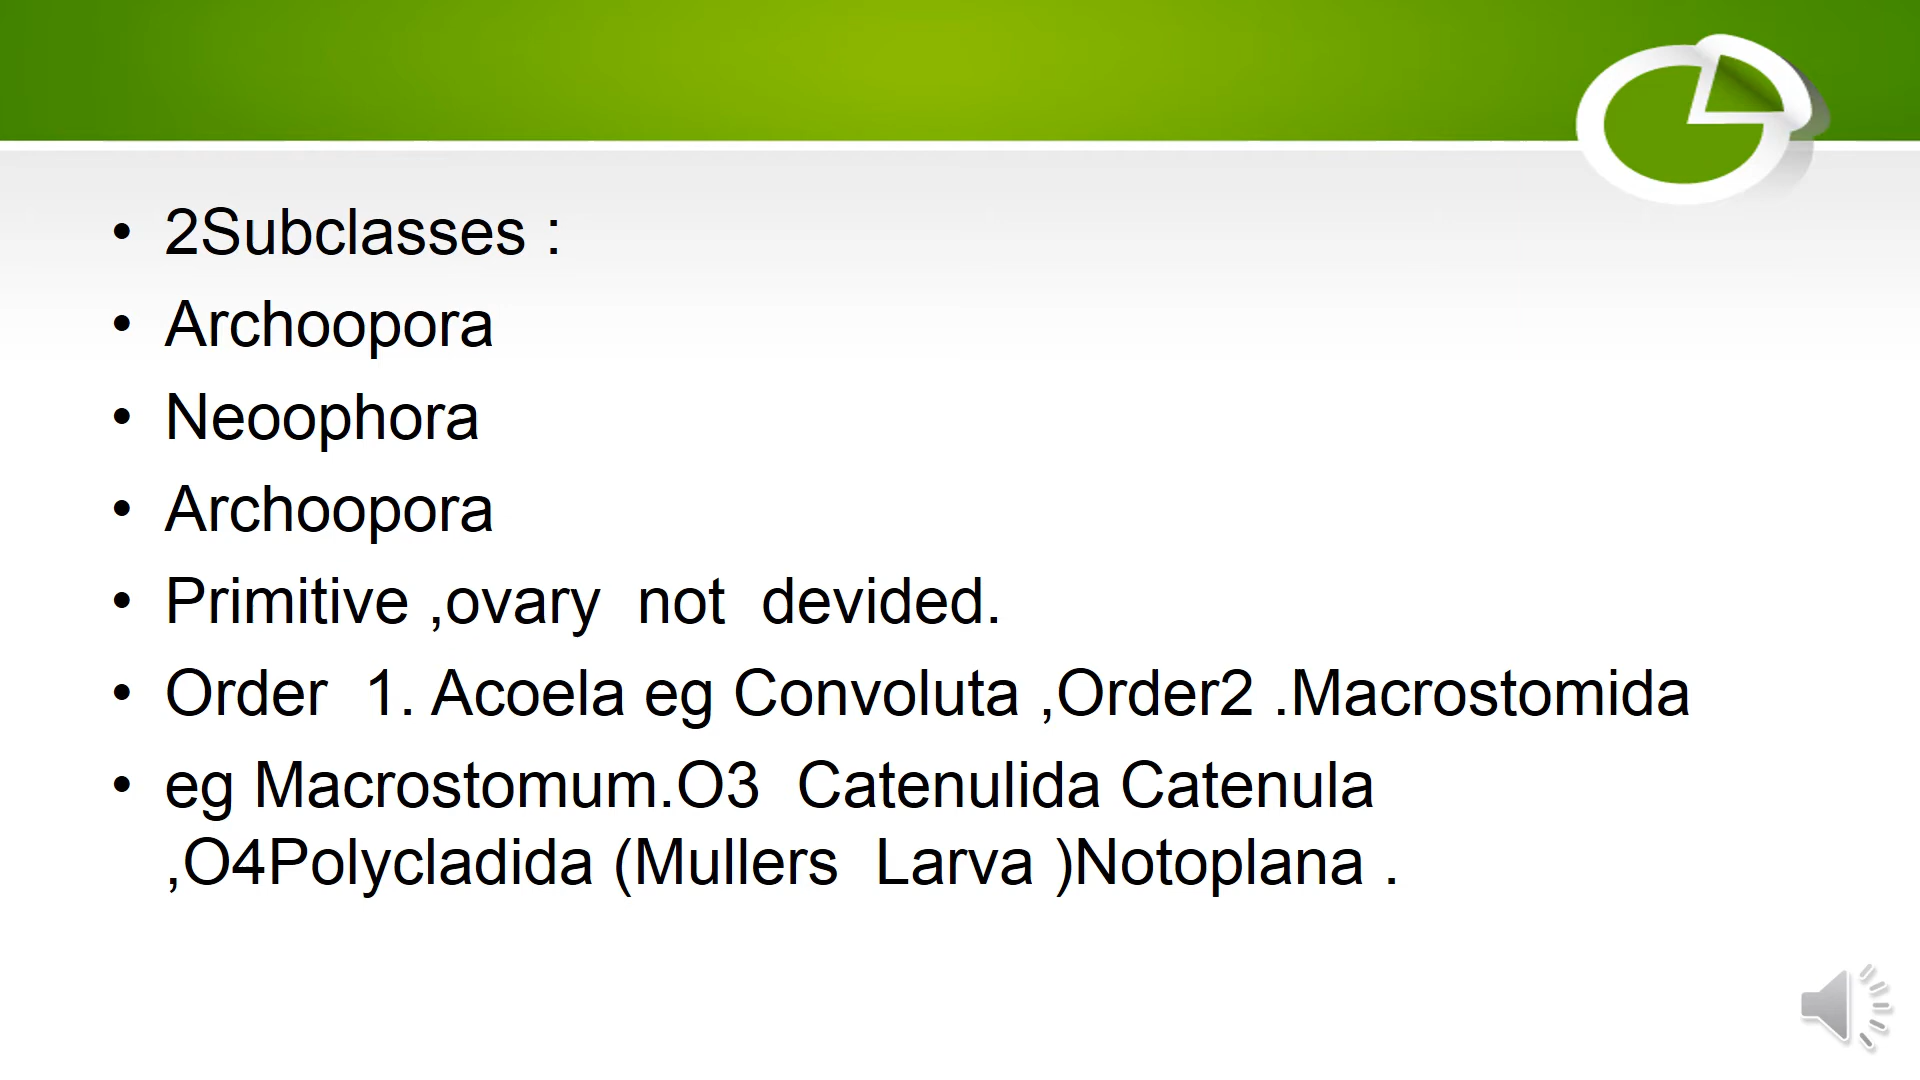 • 2Subclasses :
• Archoopora
• Neoophora
• Archoopora
• Primitive ,ovary  not  devided.
• Order  1. Acoela eg Convoluta ,Order2 .Macrostomida
• eg Macrostomum.O3  Catenulida Catenula
,O4Polycladida (Mullers  Larva )Notoplana .